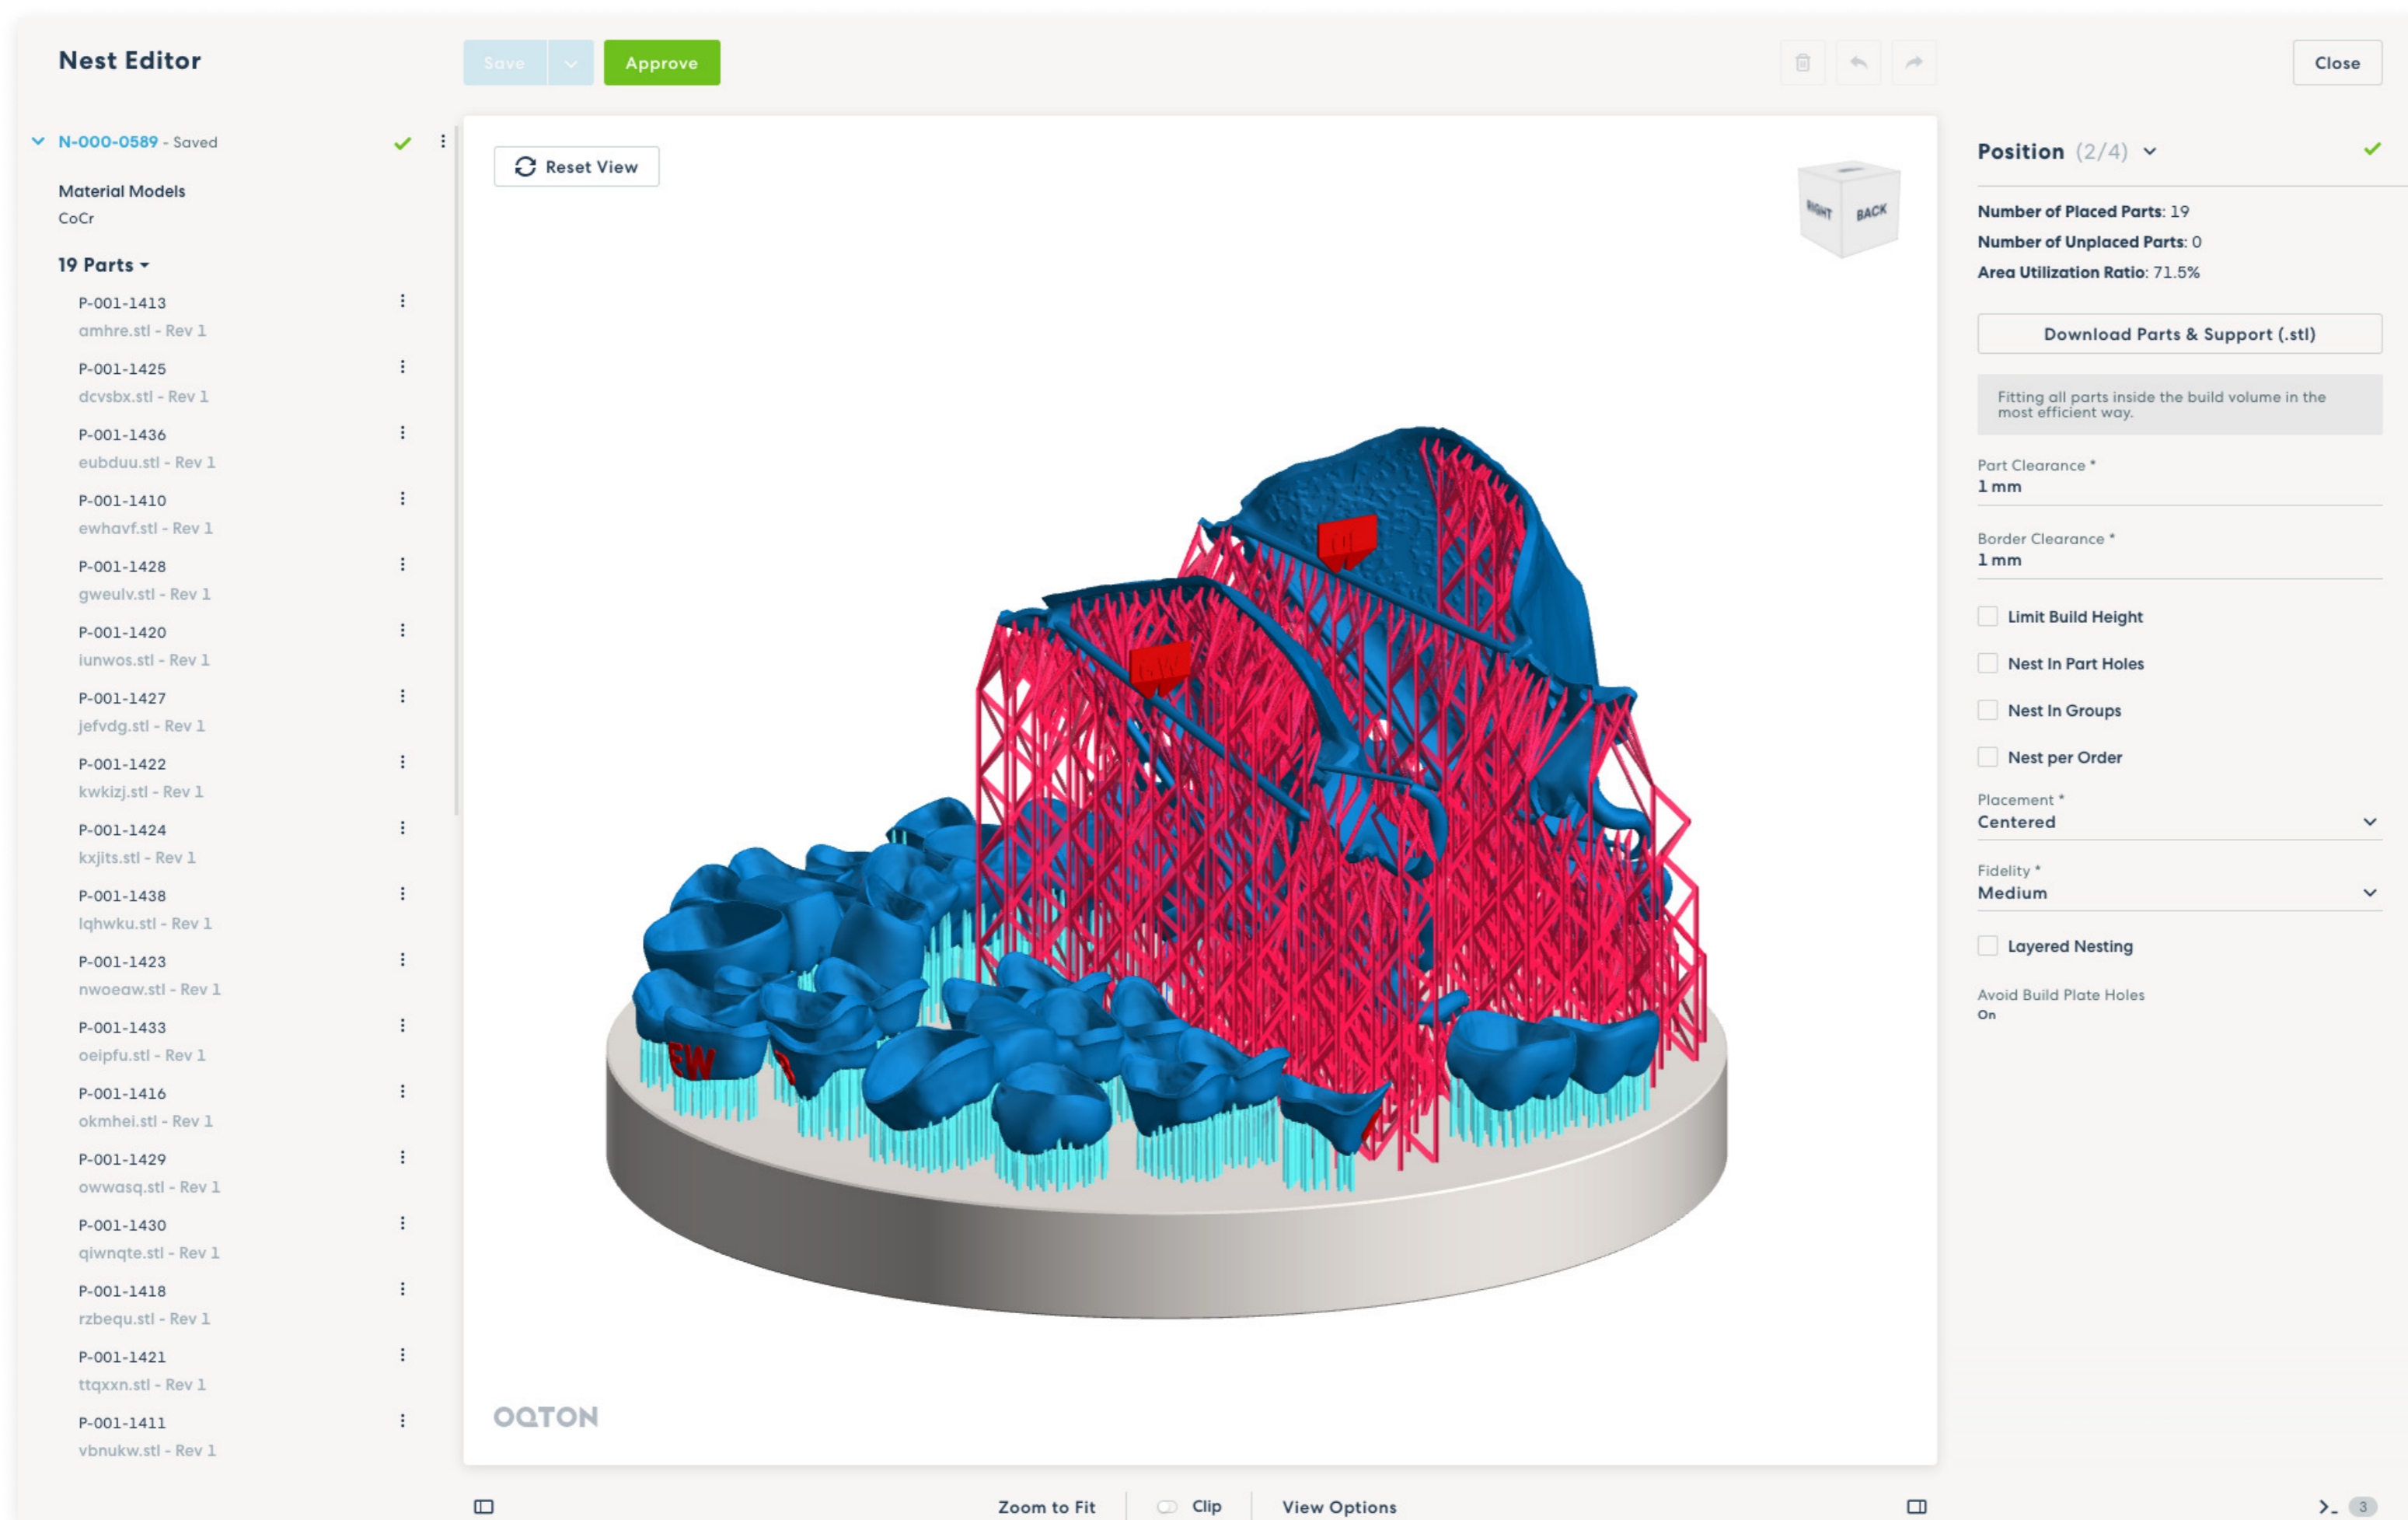 Nest Editor
Save
Approve
Close
N-000-0589 - Saved
Material Models
CoCr
19 Parts
P-001-1413
amhre.stl - Rev 1
P-001-1425
dcvsbx.stl - Rev 1
P-001-1436
eubduu.stl - Rev 1
P-001-1410
ewhavf.stl - Rev 1
P-001-1428
gweulv.stl - Rev 1
P-001-1420
iunwos.stl - Rev 1
P-001-1427
jefvdg.stl - Rev 1
P-001-1422
kwkizj.stl - Rev 1
P-001-1424
kxjits.stl - Rev 1
P-001-1438
lqhwku.stl - Rev 1
P-001-1423
nwoeaw.stl - Rev 1
P-001-1433
oeipfu.stl - Rev 1
P-001-1416
okmhei.stl - Rev 1
P-001-1429
owwasq.stl - Rev 1
P-001-1430
qiwnqte.stl - Rev 1
P-001-1418
rzbequ.stl - Rev 1
P-001-1421
ttqxxn.stl - Rev 1
P-001-1411
vbnukw.stl - Rev 1
Reset View
RIGHT
BACK
EW
OQTON
Zoom to Fit
Clip
View Options
Position (2/4)
Number of Placed Parts: 19
Number of Unplaced Parts: 0
Area Utilization Ratio: 71.5%
Download Parts & Support (.stl)
Fitting all parts inside the build volume in the
most efficient way.
Part Clearance *
1 mm
Border Clearance *
1 mm
Limit Build Height
Nest In Part Holes
Nest In Groups
Nest per Order
Placement *
Centered
Fidelity *
Medium
Layered Nesting
Avoid Build Plate Holes
On
3